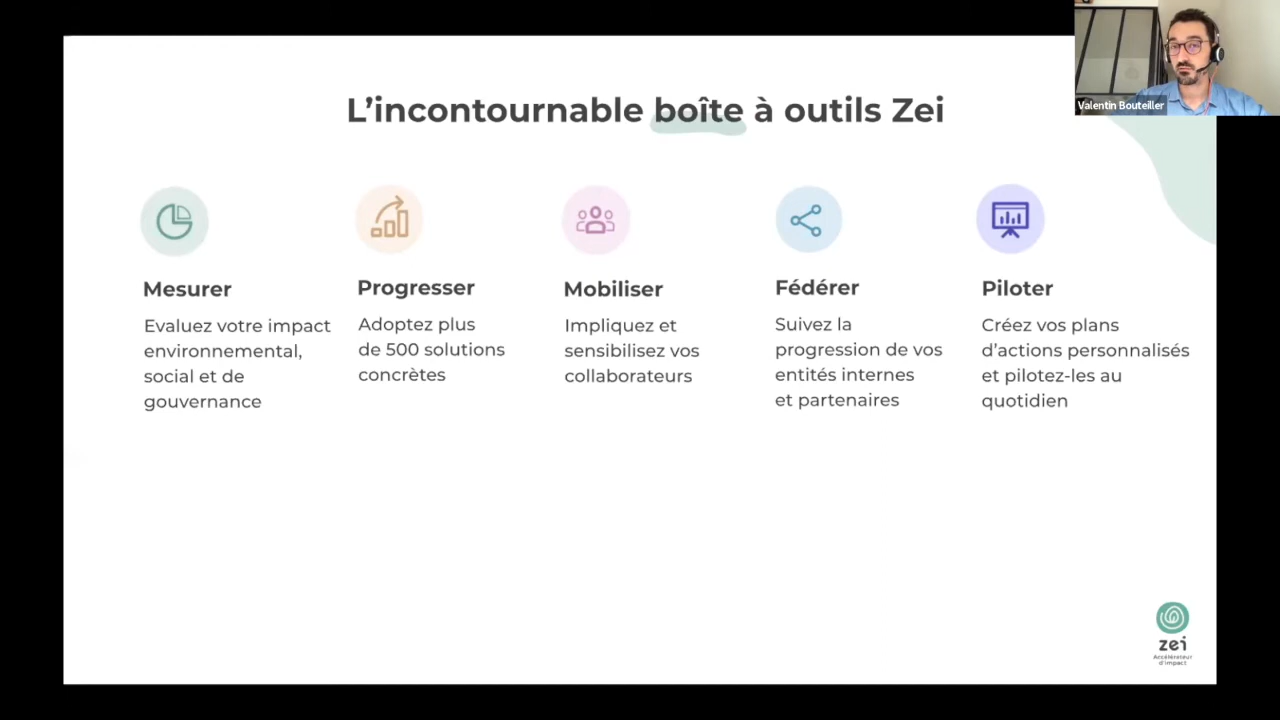 L’incontournable boîte à outils Zei
Valentin Bouteiller
Mesurer
Evaluez votre impact
environnemental,
social et de
gouvernance
Progresser
Adoptez plus
de 500 solutions
concrètes
Mobiliser
Impliquez et
sensibilisez vos
collaborateurs
Fédérer
Suivez la
progression de vos
entités internes
et partenaires
Piloter
Créez vos plans
d’actions personnalisés
et pilotez-les au
quotidien
zei
Accélérateur
d'impact